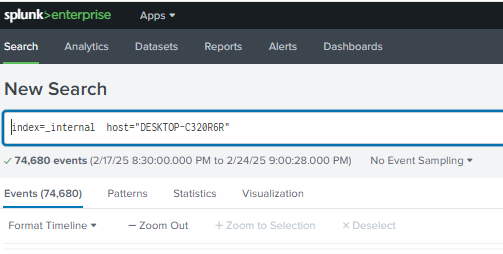 splunk>enterprise Apps
Search Analytics Datasets Reports Alerts Dashboards
New Search
index=_internal host="DESKTOP-C320R6R"
74,680 events (2/17/25 8:30:00.000 PM to 2/24/25 9:00:28.000 PM) No Event Sampling
Events (74,680) Patterns Statistics Visualization
Format Timeline − Zoom Out + Zoom to Selection × Deselect